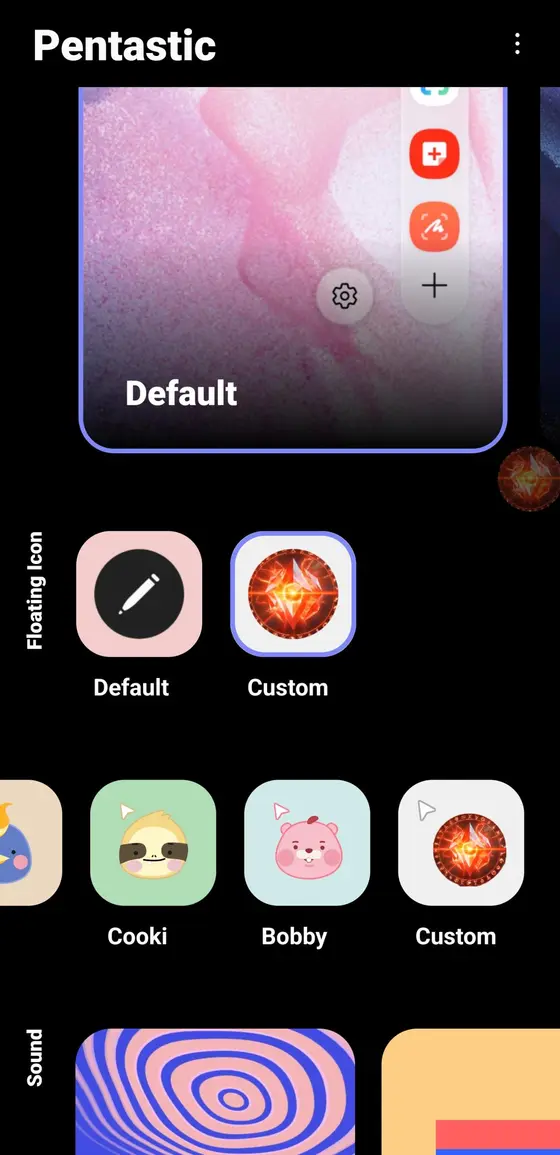 Pentastic
Default
Floating Icon
Default
Custom
Cooki
Bobby
Custom
Sound